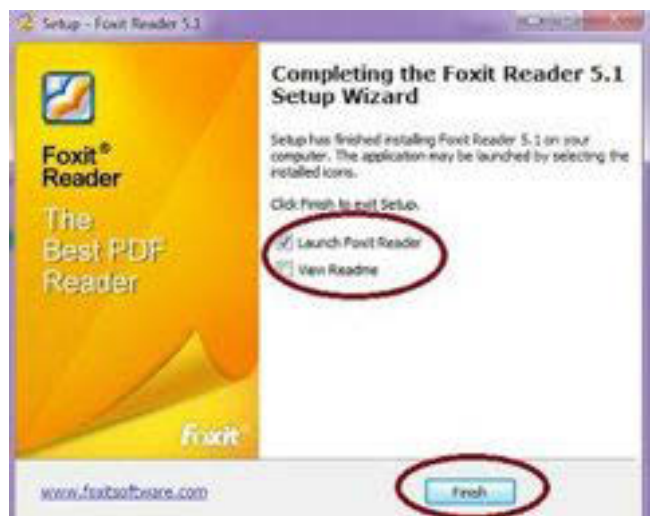 Setup - Foxit Reader 5.1
Completing the Foxit Reader 5.1
Setup Wizard
Setup has finished installing Foxit Reader 5.1 on your
computer. The application may be launched by selecting the
installed icons.
Click Finish to exit Setup.
Launch Foxit Reader
View Readme
Foxit®
Reader
The
Best PDF
Reader
Foxit
www.foxitsoftware.com
Finish